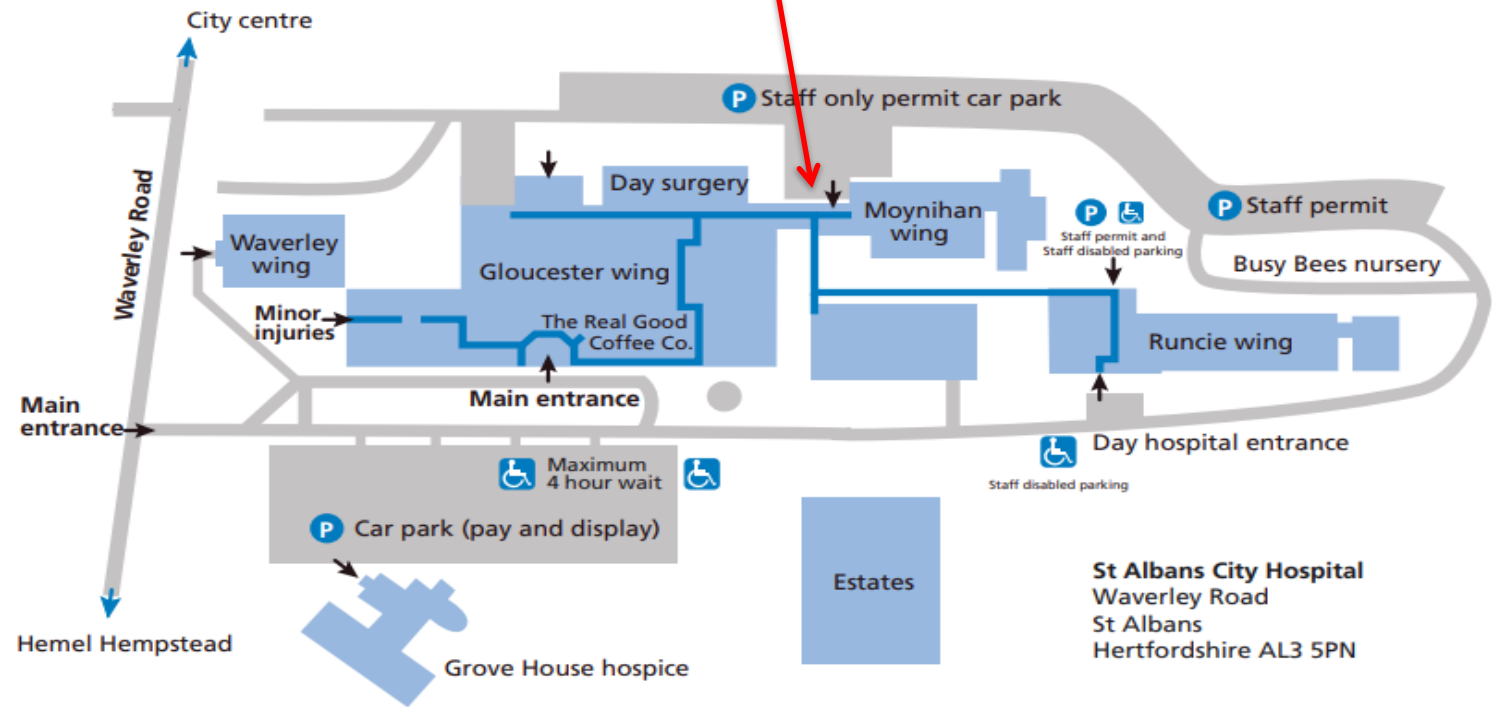 City centre
P Staff only permit car park
Waverley Road
Day surgery
Moynihan
wing
P
Staff permit and
Staff disabled parking
P Staff permit
Busy Bees nursery
Waverley
wing
Gloucester wing
Minor
injuries
The Real Good
Coffee Co.
Runcie wing
Main entrance
Main
entrance
Day hospital entrance
Staff disabled parking
Maximum
4 hour wait
P Car park (pay and display)
Estates
St Albans City Hospital
Waverley Road
St Albans
Hertfordshire AL3 5PN
Hemel Hempstead
Grove House hospice